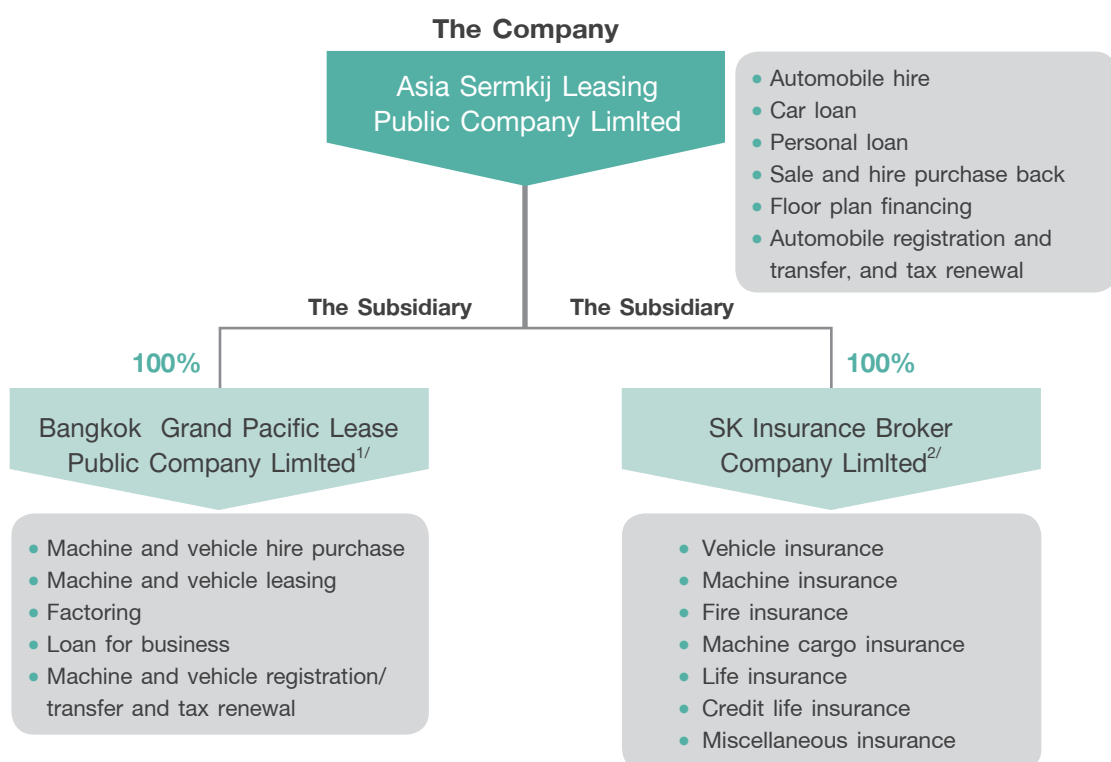 The Company
Asia Sermkij Leasing
Public Company Limlted
• Automobile hire
• Car loan
• Personal loan
• Sale and hire purchase back
• Floor plan financing
• Automobile registration and
transfer, and tax renewal
The Subsidiary
The Subsidiary
100%
100%
Bangkok Grand Pacific Lease
Public Company Limlted1/
• Machine and vehicle hire purchase
• Machine and vehicle leasing
• Factoring
• Loan for business
• Machine and vehicle registration/
transfer and tax renewal
SK Insurance Broker
Company Limlted2/
• Vehicle insurance
• Machine insurance
• Fire insurance
• Machine cargo insurance
• Life insurance
• Credit life insurance
• Miscellaneous insurance